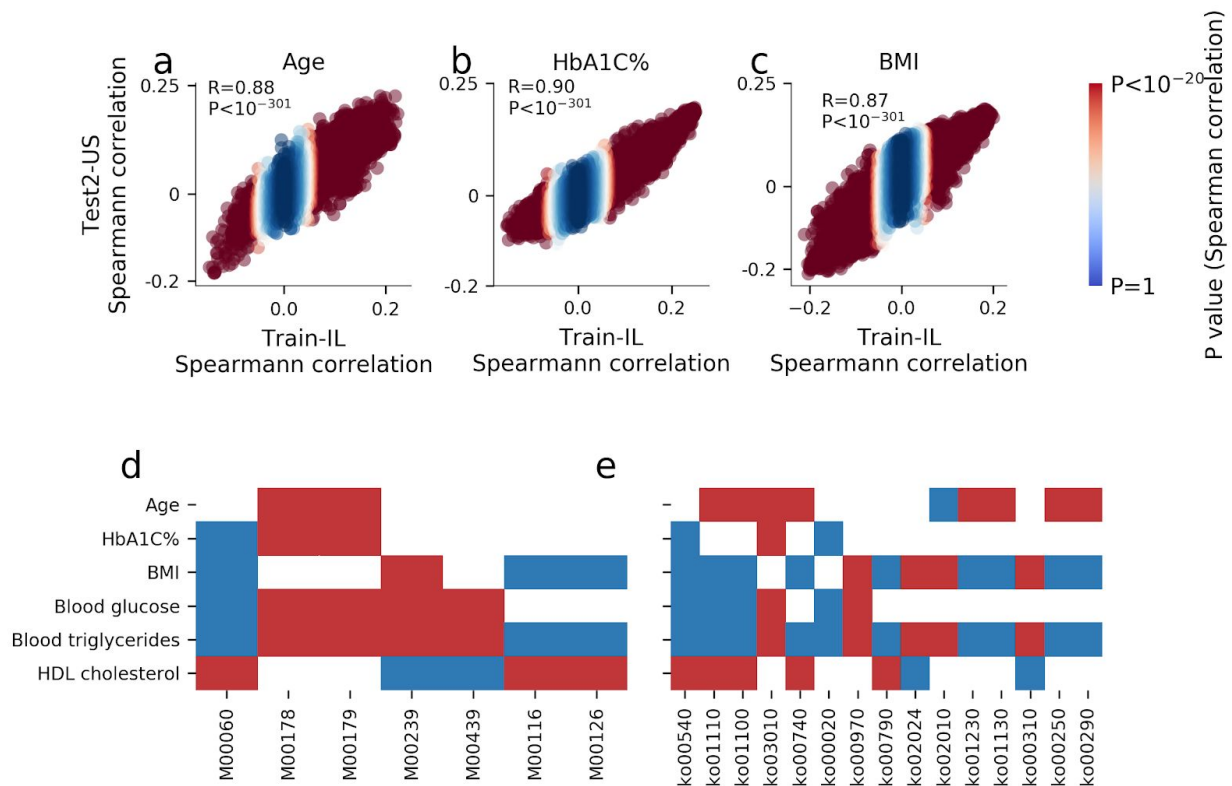 a
Age
R=0.88
P<10⁻³⁰¹
0.25
0
-0.2
0.0
0.2
Test2-US
Spearmann correlation
Train-IL
Spearmann correlation
b
HbA1C%
R=0.90
P<10⁻³⁰¹
0.25
0
-0.2
0.0
0.2
Train-IL
Spearmann correlation
c
BMI
R=0.87
P<10⁻³⁰¹
0.25
0
-0.2
−0.2
0.0
0.2
Train-IL
Spearmann correlation
P<10⁻²⁰
P=1
P value (Spearman correlation)
d
Age
HbA1C%
BMI
Blood glucose
Blood triglycerides
HDL cholesterol
M00060
M00178
M00179
M00239
M00439
M00116
M00126
e
ko00540
ko01110
ko01100
ko03010
ko00740
ko00020
ko00970
ko00790
ko02024
ko02010
ko01230
ko01130
ko00310
ko00250
ko00290